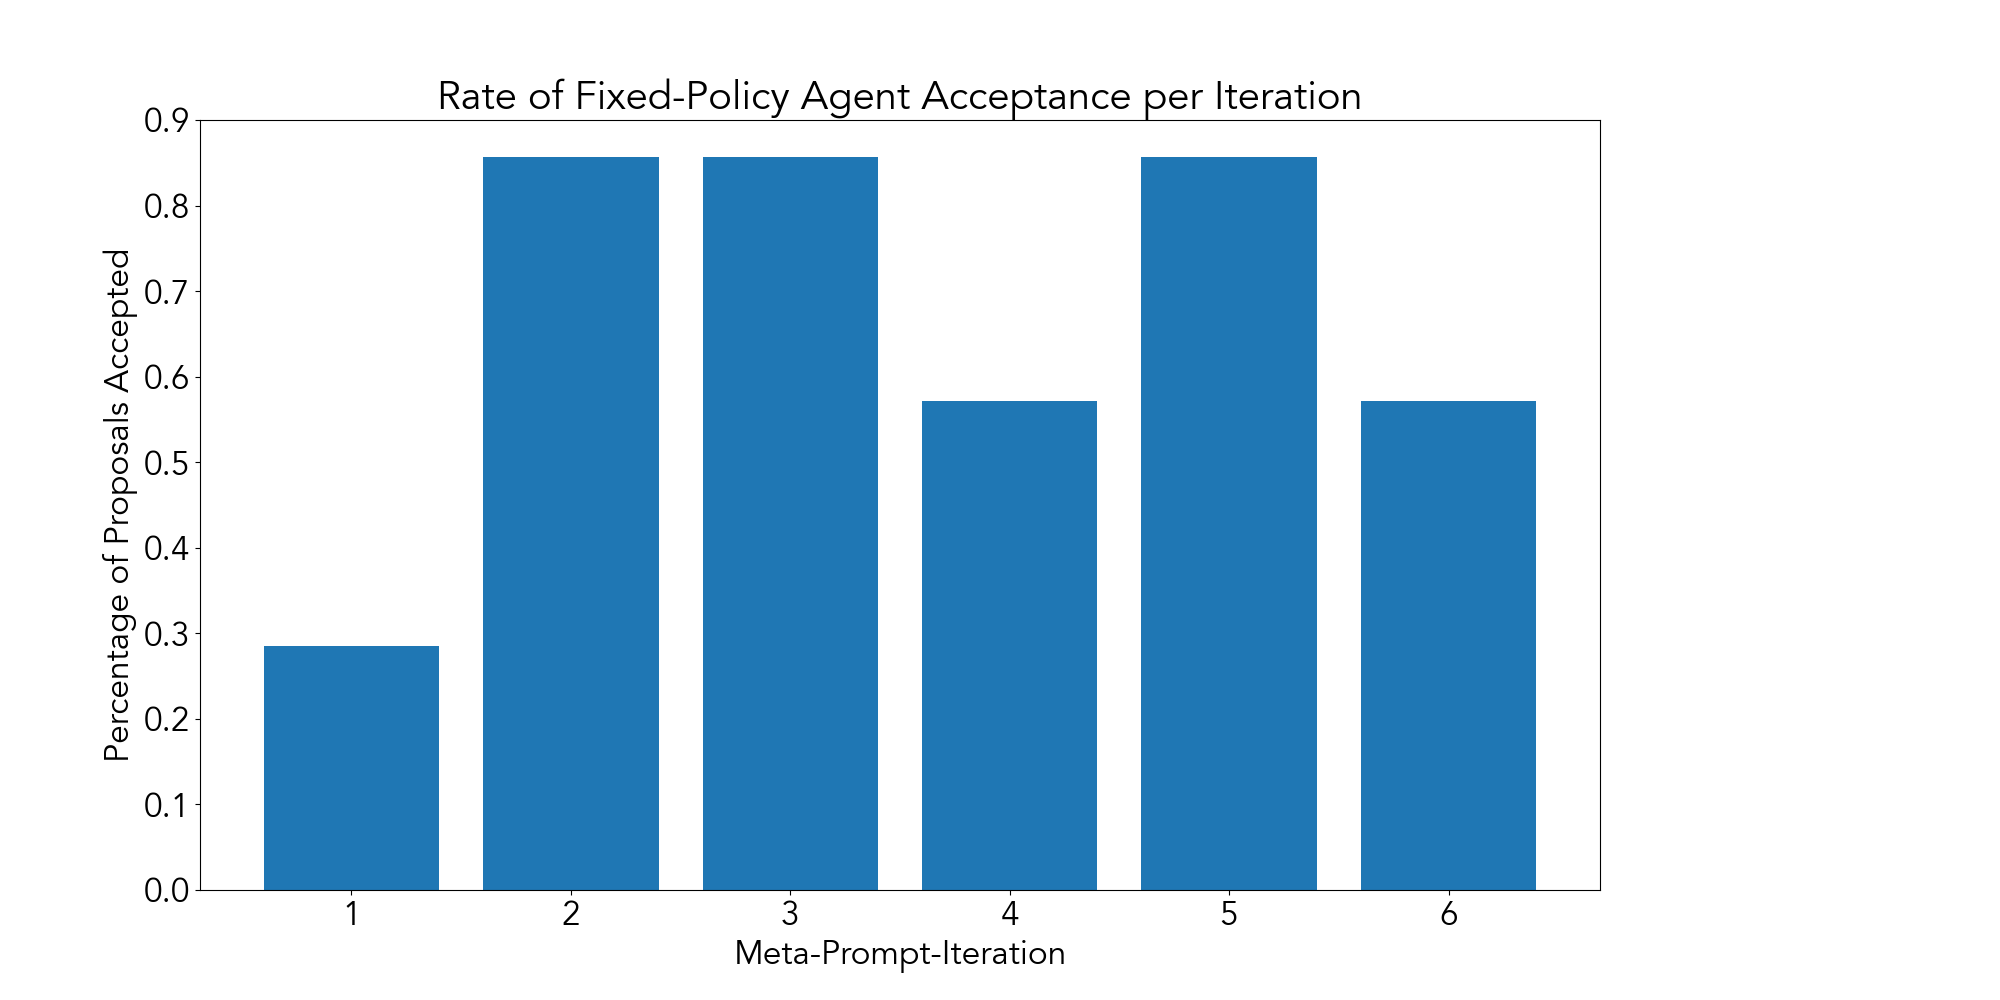 Rate of Fixed-Policy Agent Acceptance per Iteration
Percentage of Proposals Accepted
0.9
0.8
0.7
0.6
0.5
0.4
0.3
0.2
0.1
0.0
1 2 3 4 5 6
Meta-Prompt-Iteration